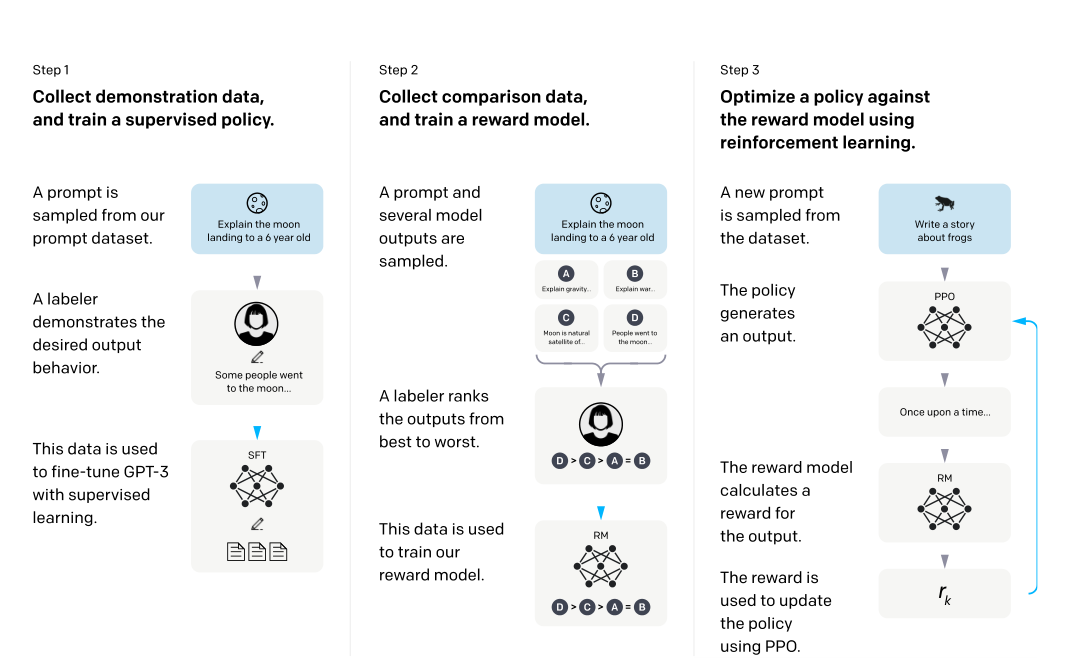 Step 1
Collect demonstration data,
and train a supervised policy.
A prompt is
sampled from our
prompt dataset.
Explain the moon
landing to a 6 year old
A labeler
demonstrates the
desired output
behavior.
Some people went
to the moon...
This data is used
to fine-tune GPT-3
with supervised
learning.
SFT
Step 2
Collect comparison data,
and train a reward model.
A prompt and
several model
outputs are
sampled.
Explain the moon
landing to a 6 year old
A
Explain gravity...
B
Explain war...
C
Moon is natural
satellite of...
D
People went to
the moon...
A labeler ranks
the outputs from
best to worst.
D > C > A = B
This data is used
to train our
reward model.
RM
D > C > A = B
Step 3
Optimize a policy against
the reward model using
reinforcement learning.
A new prompt
is sampled from
the dataset.
Write a story
about frogs
The policy
generates
an output.
PPO
Once upon a time...
The reward model
calculates a
reward for
the output.
RM
The reward is
used to update
the policy
using PPO.
rk